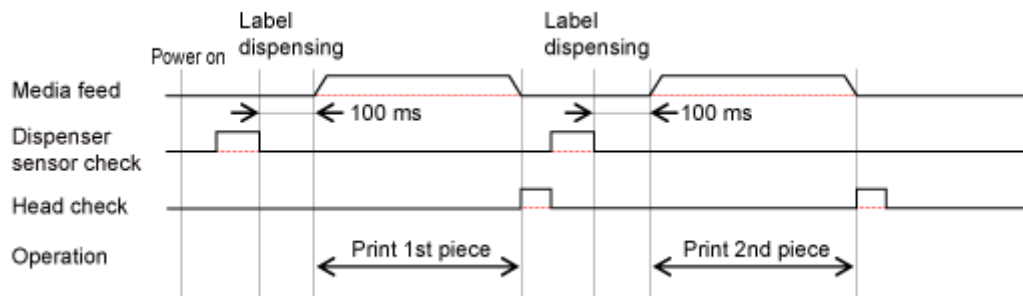 Label
dispensing
Label
dispensing
Power on
Media feed
100 ms
100 ms
Dispenser
sensor check
Head check
Operation
Print 1st piece
Print 2nd piece